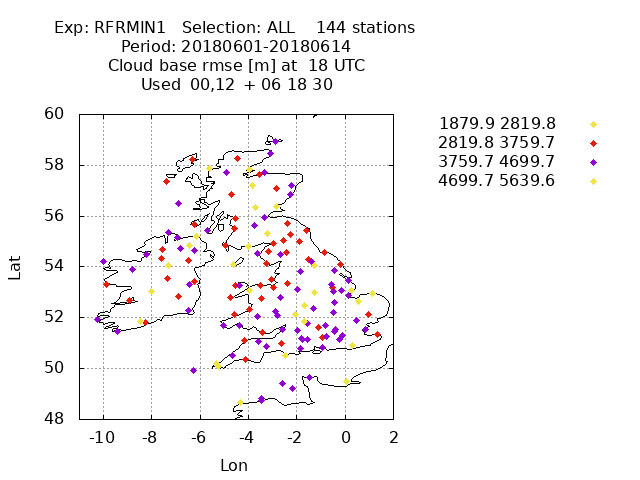 Exp: RFRMIN1 Selection: ALL 144 stations
Period: 20180601-20180614
Cloud base rmse [m] at 18 UTC
Used 00,12 + 06 18 30
60
58
56
54
52
50
48
Lat
-10 -8 -6 -4 -2 0 2
Lon
1879.9 2819.8
2819.8 3759.7
3759.7 4699.7
4699.7 5639.6